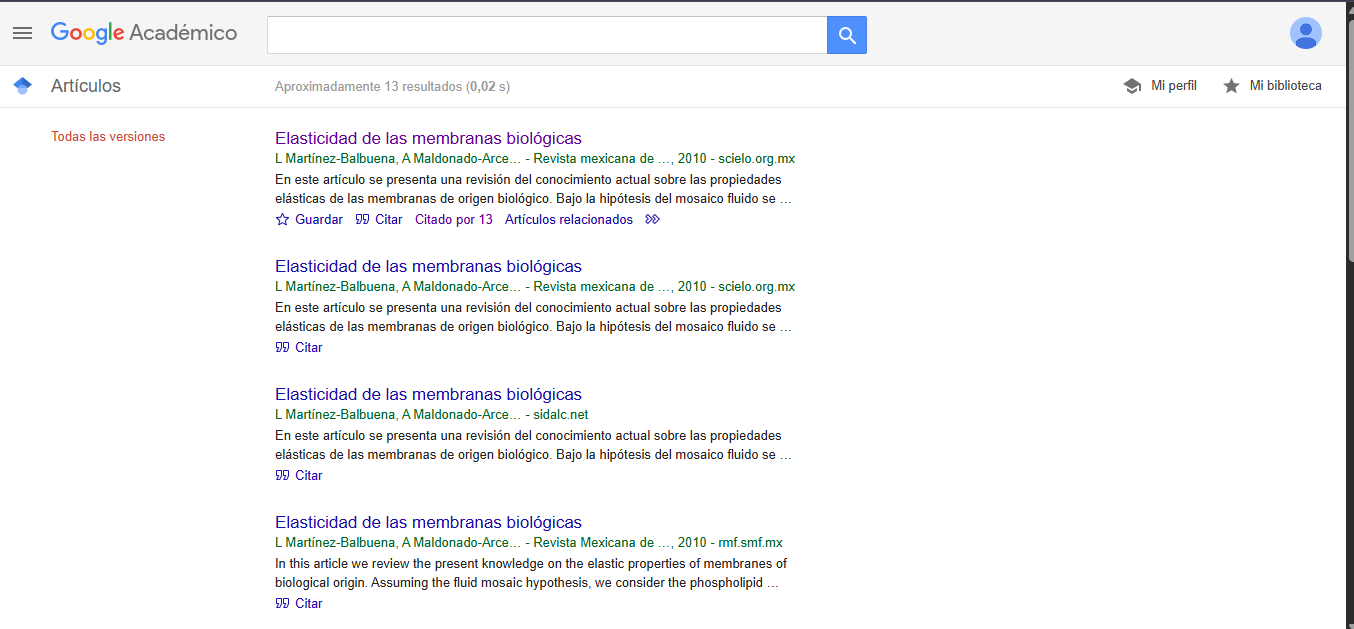 Google Académico
Artículos
Aproximadamente 13 resultados (0,02 s)
Mi perfil
Mi biblioteca
Todas las versiones
Elasticidad de las membranas biológicas
L Martínez-Balbuena, A Maldonado-Arce… - Revista mexicana de …, 2010 - scielo.org.mx
En este artículo se presenta una revisión del conocimiento actual sobre las propiedades
elásticas de las membranas de origen biológico. Bajo la hipótesis del mosaico fluido se …
Guardar Citar Citado por 13 Artículos relacionados
Elasticidad de las membranas biológicas
L Martínez-Balbuena, A Maldonado-Arce… - Revista mexicana de …, 2010 - scielo.org.mx
En este artículo se presenta una revisión del conocimiento actual sobre las propiedades
elásticas de las membranas de origen biológico. Bajo la hipótesis del mosaico fluido se …
Citar
Elasticidad de las membranas biológicas
L Martínez-Balbuena, A Maldonado-Arce… - sidalc.net
En este artículo se presenta una revisión del conocimiento actual sobre las propiedades
elásticas de las membranas de origen biológico. Bajo la hipótesis del mosaico fluido se …
Citar
Elasticidad de las membranas biológicas
L Martínez-Balbuena, A Maldonado-Arce… - Revista Mexicana de …, 2010 - rmf.smf.mx
In this article we review the present knowledge on the elastic properties of membranes of
biological origin. Assuming the fluid mosaic hypothesis, we consider the phospholipid …
Citar